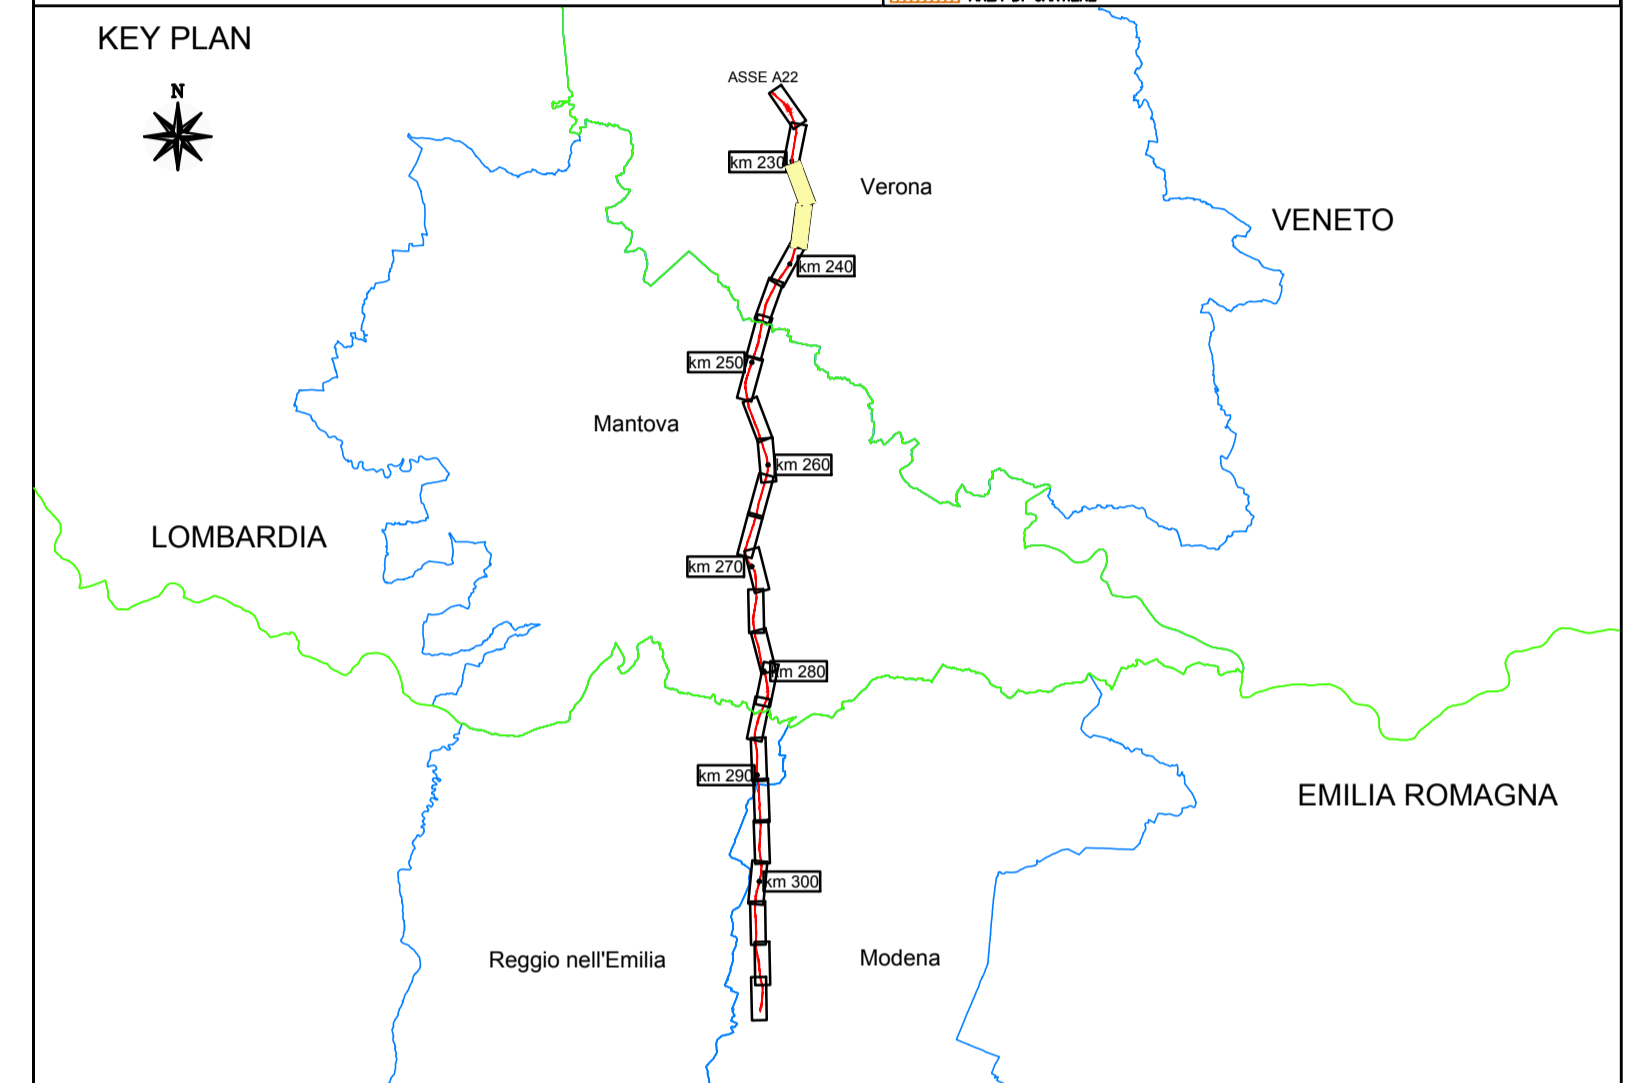 KEY PLAN
N
ASSE A22
km 230
Verona
VENETO
km 240
km 250
Mantova
km 260
LOMBARDIA
km 270
km 280
km 290
EMILIA ROMAGNA
km 300
Reggio nell'Emilia
Modena